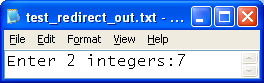 test_redirect_out.txt - ...
File Edit Format View Help
Enter 2 integers:7